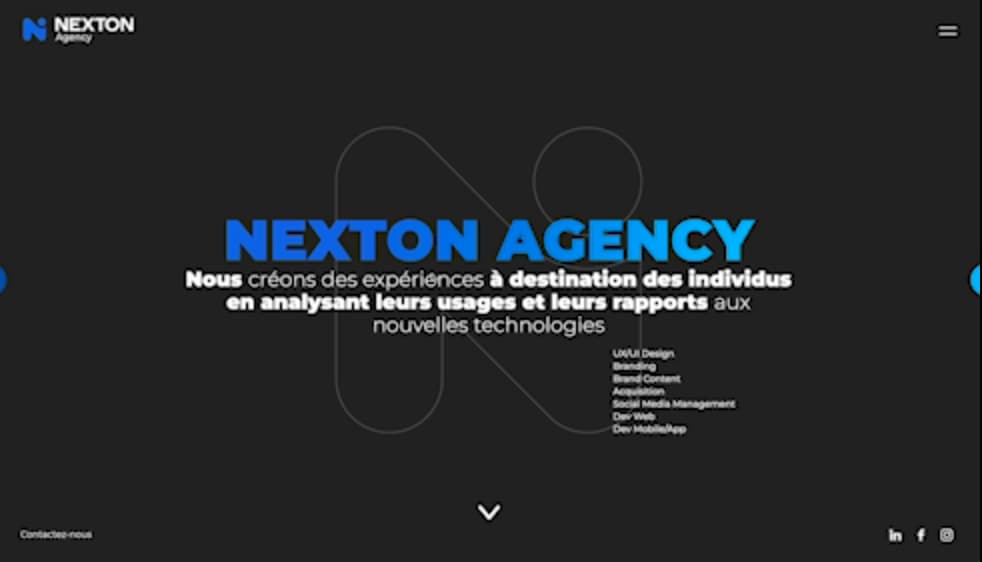 NEXTON
Agency
NEXTON AGENCY
Nous créons des expériences à destination des individus
en analysant leurs usages et leurs rapports aux
nouvelles technologies
UX/UI Design
Branding
Brand Content
Acquisition
Social Media Management
Dev Web
Dev Mobile/App
Contactez-nous